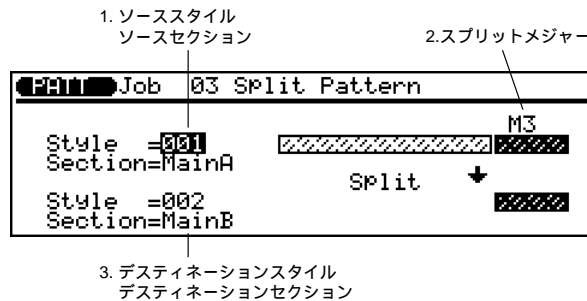 1. ソーススタイル
ソースセクション
2.スプリットメジャー
PATT Job 03 Split Pattern
M3
Style =001
Section=MainA
Split
Style =002
Section=MainB
3. デスティネーションスタイル
デスティネーションセクション